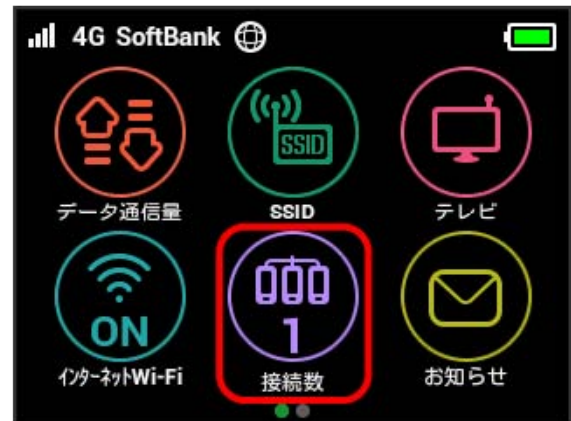 4G SoftBank
SSID
データ通信量
SSID
テレビ
ON
1
インターネットWi-Fi
接続数
お知らせ